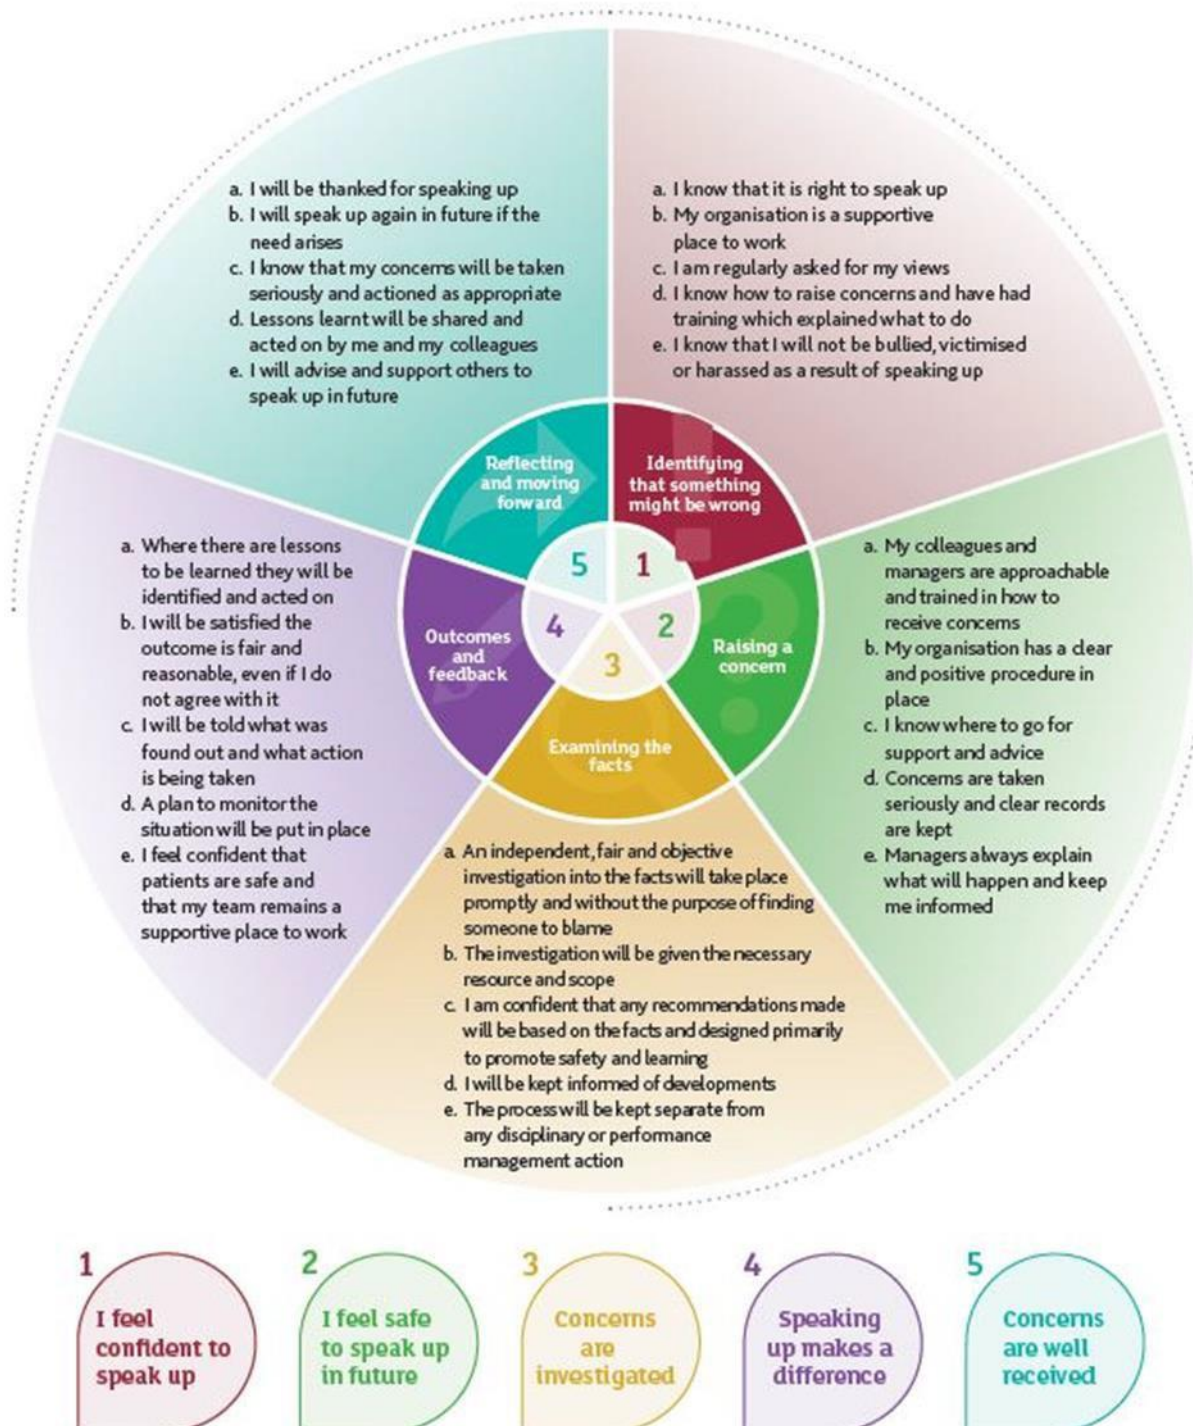 a. I will be thanked for speaking up
b. I will speak up again in future if the
need arises
c. I know that my concerns will be taken
seriously and actioned as appropriate
d. Lessons learnt will be shared and
acted on by me and my colleagues
e. I will advise and support others to
speak up in future
a. I know that it is right to speak up
b. My organisation is a supportive
place to work
c. I am regularly asked for my views
d. I know how to raise concerns and have had
training which explained what to do
e. I know that I will not be bullied, victimised
or harassed as a result of speaking up
Reflecting
and moving
forward
Identifying
that something
might be wrong
5
1
4
2
3
Outcomes
and
feedback
Raising a
concern
Examining the
facts
a. Where there are lessons
to be learned they will be
identified and acted on
b. I will be satisfied the
outcome is fair and
reasonable, even if I do
not agree with it
c. I will be told what was
found out and what action
is being taken
d. A plan to monitor the
situation will be put in place
e. I feel confident that
patients are safe and
that my team remains a
supportive place to work
a. My colleagues and
managers are approachable
and trained in how to
receive concerns
b. My organisation has a clear
and positive procedure in
place
c. I know where to go for
support and advice
d. Concerns are taken
seriously and clear records
are kept
e. Managers always explain
what will happen and keep
me informed
a. An independent, fair and objective
investigation into the facts will take place
promptly and without the purpose of finding
someone to blame
b. The investigation will be given the necessary
resource and scope
c. I am confident that any recommendations made
will be based on the facts and designed primarily
to promote safety and learning
d. I will be kept informed of developments
e. The process will be kept separate from
any disciplinary or performance
management action
1
I feel
confident to
speak up
2
I feel safe
to speak up
in future
3
Concerns
are
investigated
4
Speaking
up makes a
difference
5
Concerns
are well
received